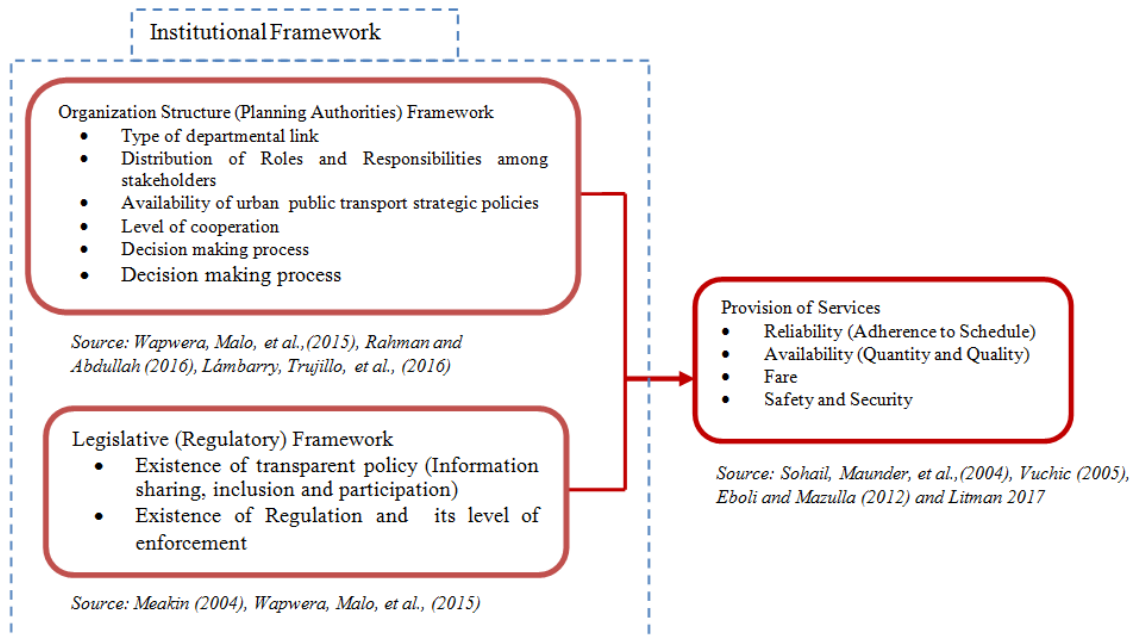 Institutional Framework
Organization Structure (Planning Authorities) Framework
• Type of departmental link
• Distribution of Roles and Responsibilities among
stakeholders
• Availability of urban public transport strategic policies
• Level of cooperation
• Decision making process
• Decision making process
Source: Wapwera, Malo, et al.,(2015), Rahman and
Abdullah (2016), Lámbarry, Trujillo, et al., (2016)
Legislative (Regulatory) Framework
• Existence of transparent policy (Information
sharing, inclusion and participation)
• Existence of Regulation and its level of
enforcement
Source: Meakin (2004), Wapwera, Malo, et al., (2015)
Provision of Services
• Reliability (Adherence to Schedule)
• Availability (Quantity and Quality)
• Fare
• Safety and Security
Source: Sohail, Maunder, et al.,(2004), Vuchic (2005),
Eboli and Mazulla (2012) and Litman 2017